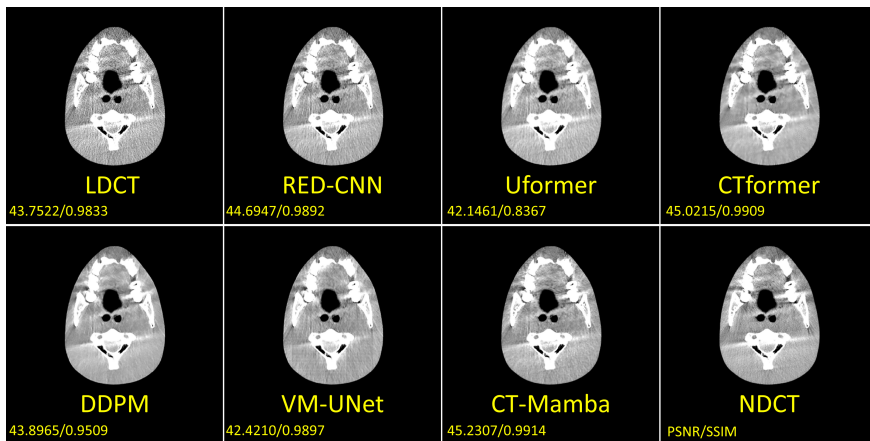 LDCT
43.7522/0.9833
RED-CNN
44.6947/0.9892
Uformer
42.1461/0.8367
CTformer
45.0215/0.9909
DDPM
43.8965/0.9509
VM-UNet
42.4210/0.9897
CT-Mamba
45.2307/0.9914
NDCT
PSNR/SSIM